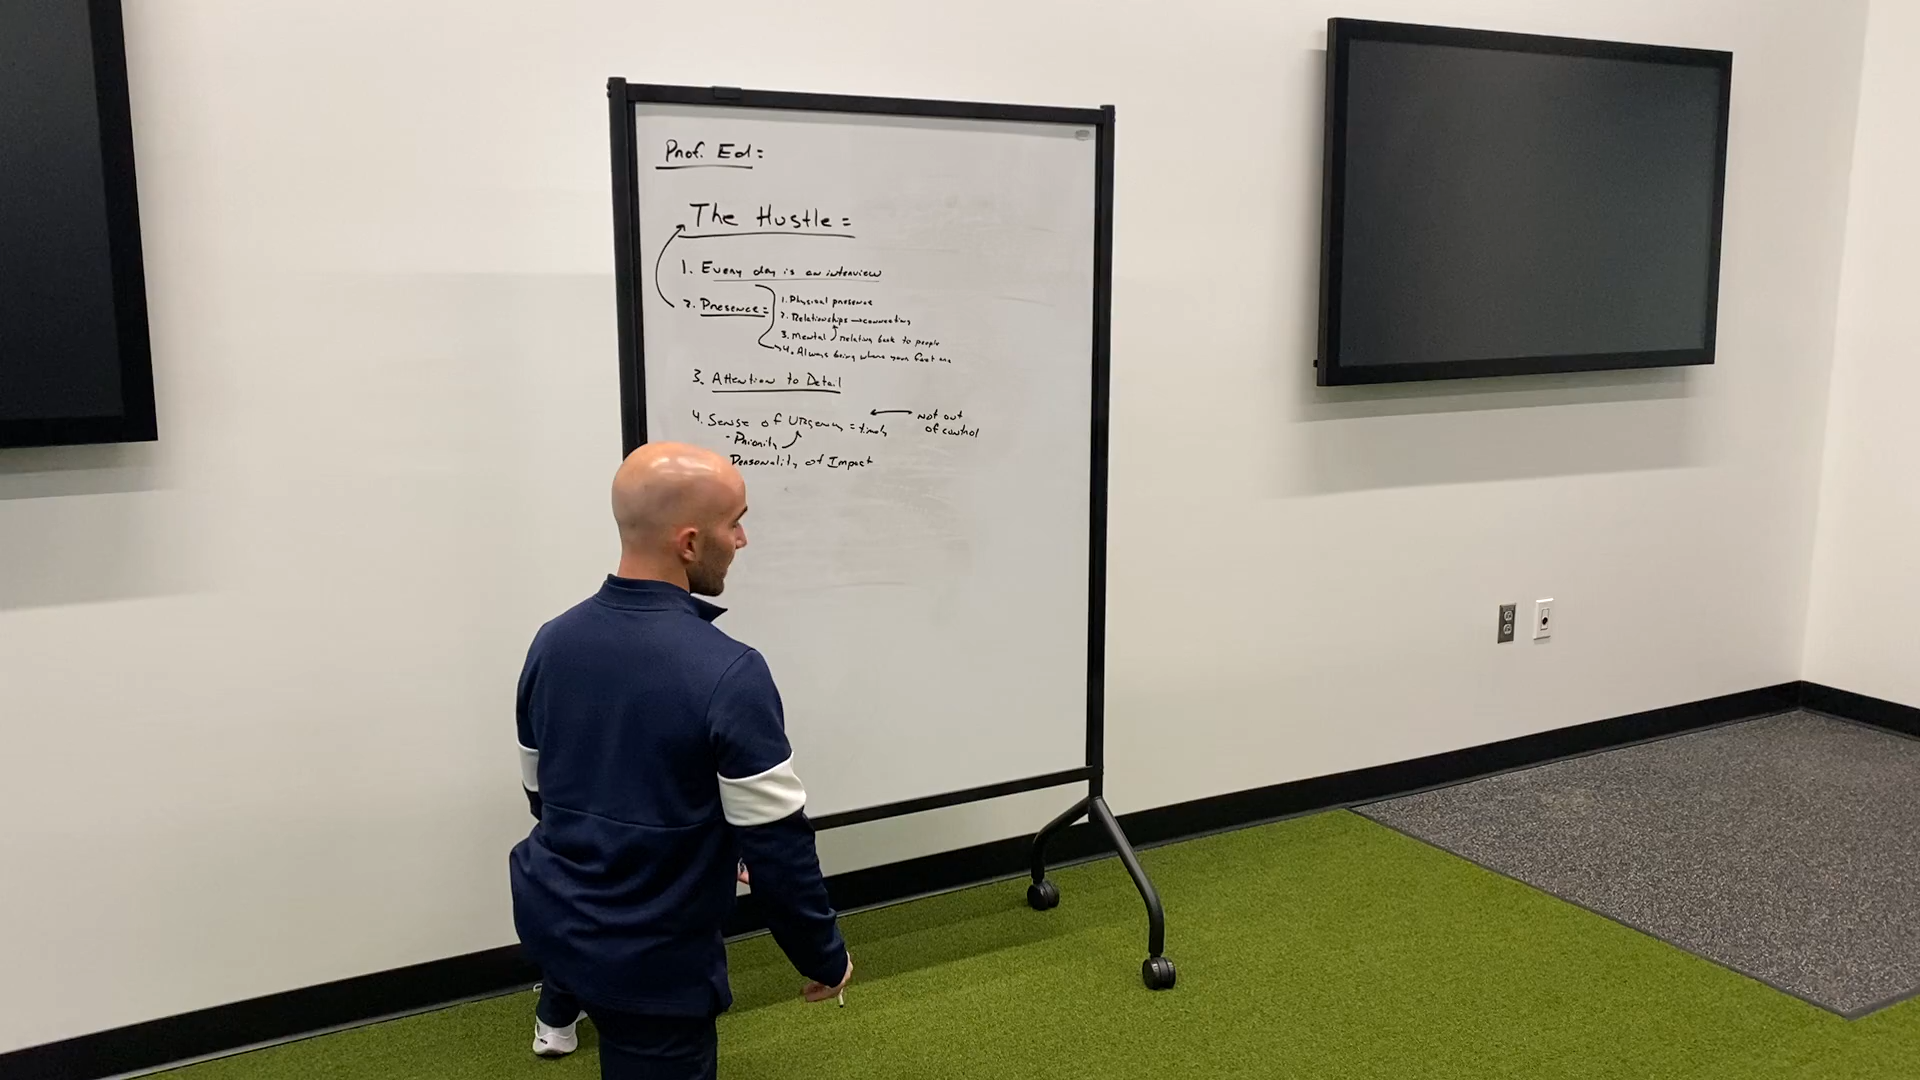 Prof. Ed:
The Hustle:
1. Every day is an interview
2. Presence:
1. Physical presence
2. Relationships → connecting
3. Mental relating back to people
4. Always being where your feet are
3. Attention to Detail
4. Sense of Urgency = timely ↔ not out of control
- Priority
Personality of Impact